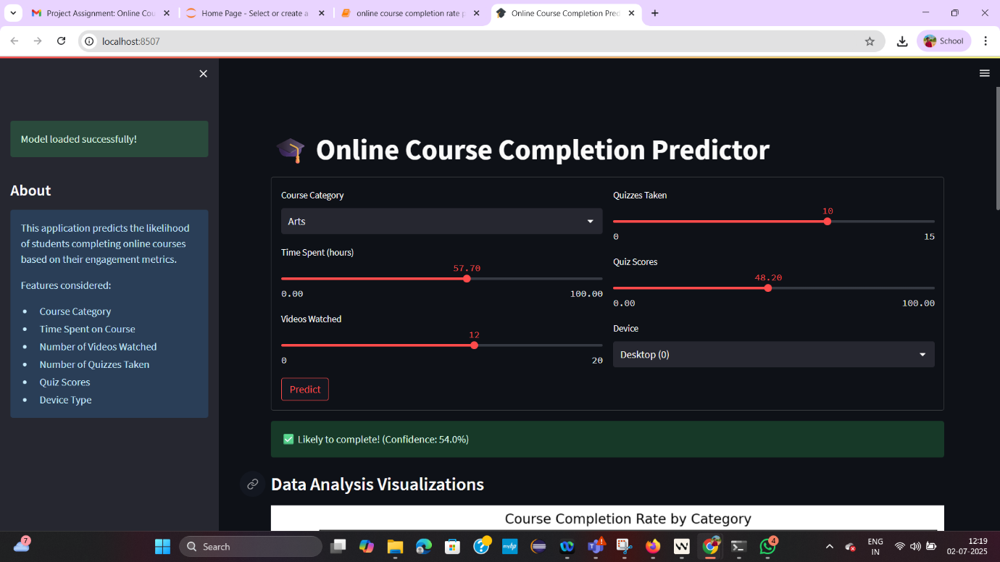 Project Assignment: Online Cou
Home Page - Select or create a
online course completion rate p
Online Course Completion Pred
localhost:8507
School
Model loaded successfully!
About
This application predicts the likelihood
of students completing online courses
based on their engagement metrics.
Features considered:
• Course Category
• Time Spent on Course
• Number of Videos Watched
• Number of Quizzes Taken
• Quiz Scores
• Device Type
Online Course Completion Predictor
Course Category
Arts
Time Spent (hours)
57.70
0.00 100.00
Videos Watched
12
0 20
Predict
Quizzes Taken
10
0 15
Quiz Scores
48.20
0.00 100.00
Device
Desktop (0)
Likely to complete! (Confidence: 54.0%)
Data Analysis Visualizations
Course Completion Rate by Category
7
Search
myhp
4
ENG
IN
12:19
02-07-2025